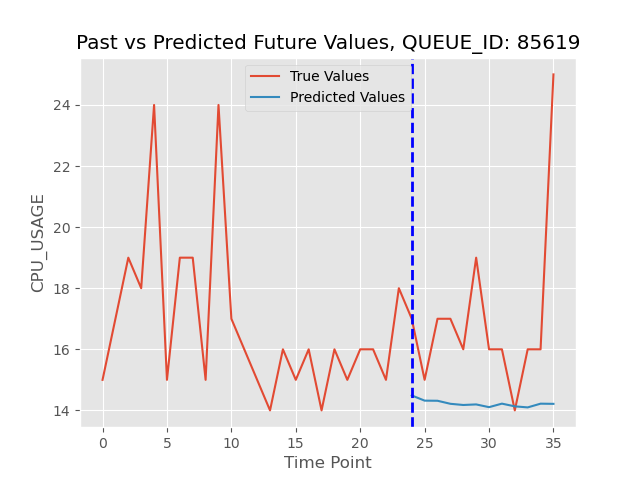 Past vs Predicted Future Values, QUEUE_ID: 85619
True Values
Predicted Values
CPU_USAGE
24
22
20
18
16
14
0 5 10 15 20 25 30 35
Time Point